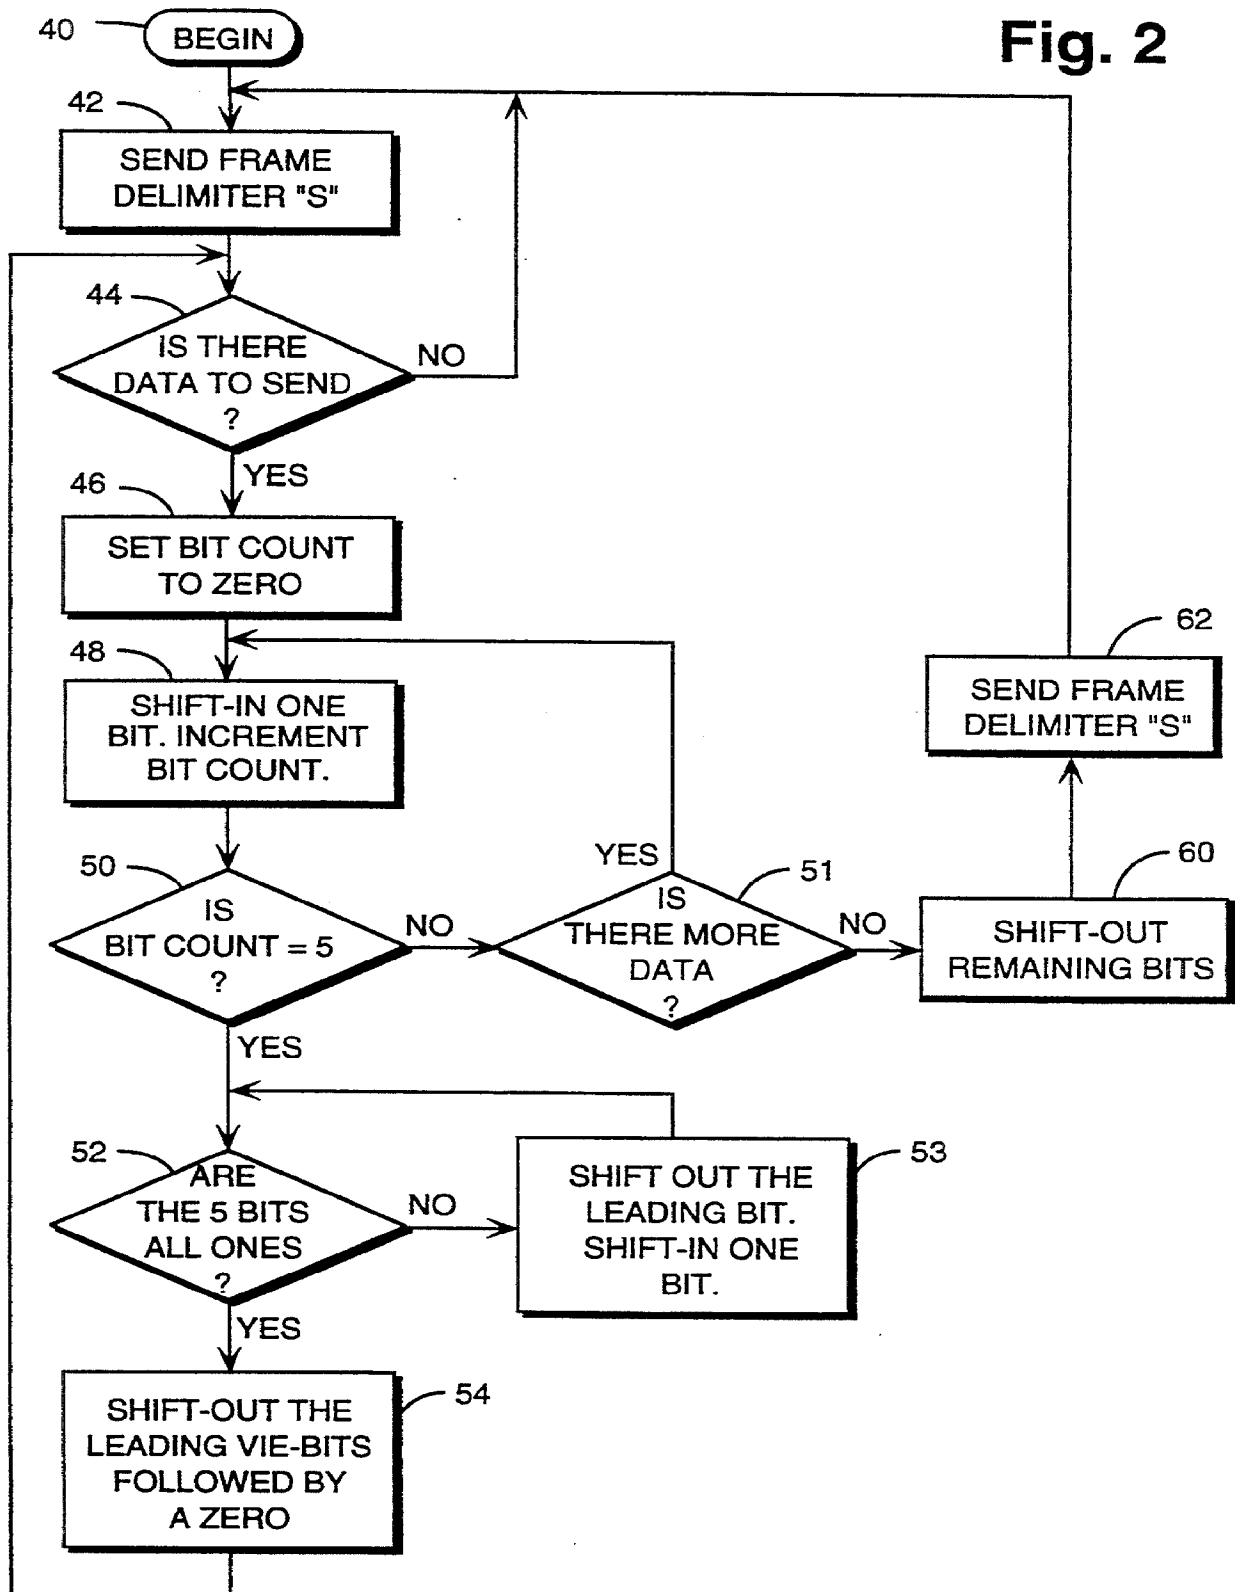 Fig. 2
40
BEGIN
42
SEND FRAME
DELIMITER "S"
44
IS THERE
DATA TO SEND
?
NO
YES
46
SET BIT COUNT
TO ZERO
48
SHIFT-IN ONE
BIT. INCREMENT
BIT COUNT.
50
IS
BIT COUNT = 5
?
NO
YES
51
IS
THERE MORE
DATA
?
YES
NO
60
SHIFT-OUT
REMAINING BITS
62
SEND FRAME
DELIMITER "S"
52
ARE
THE 5 BITS
ALL ONES
?
NO
YES
53
SHIFT OUT THE
LEADING BIT.
SHIFT-IN ONE
BIT.
54
SHIFT-OUT THE
LEADING VIE-BITS
FOLLOWED BY
A ZERO